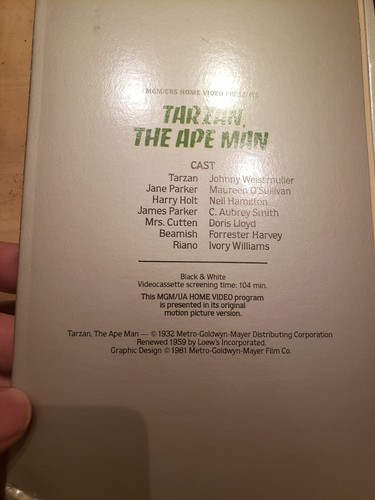 MGM/CBS HOME VIDEO PRESENTS
TARZAN,
THE APE MAN
CAST
Tarzan Johnny Weismuller
Jane Parker Maureen O'Sullivan
Harry Holt Neil Hamilton
James Parker C. Aubrey Smith
Mrs. Cutten Doris Lloyd
Beamish Forrester Harvey
Riano Ivory Williams
Black & White
Videocassette screening time: 104 min.
This MGM/UA HOME VIDEO program
is presented in its original
motion picture version.
Tarzan, The Ape Man — © 1932 Metro-Goldwyn-Mayer Distributing Corporation
Renewed 1959 by Loew's Incorporated.
Graphic Design © 1981 Metro-Goldwyn-Mayer Film Co.